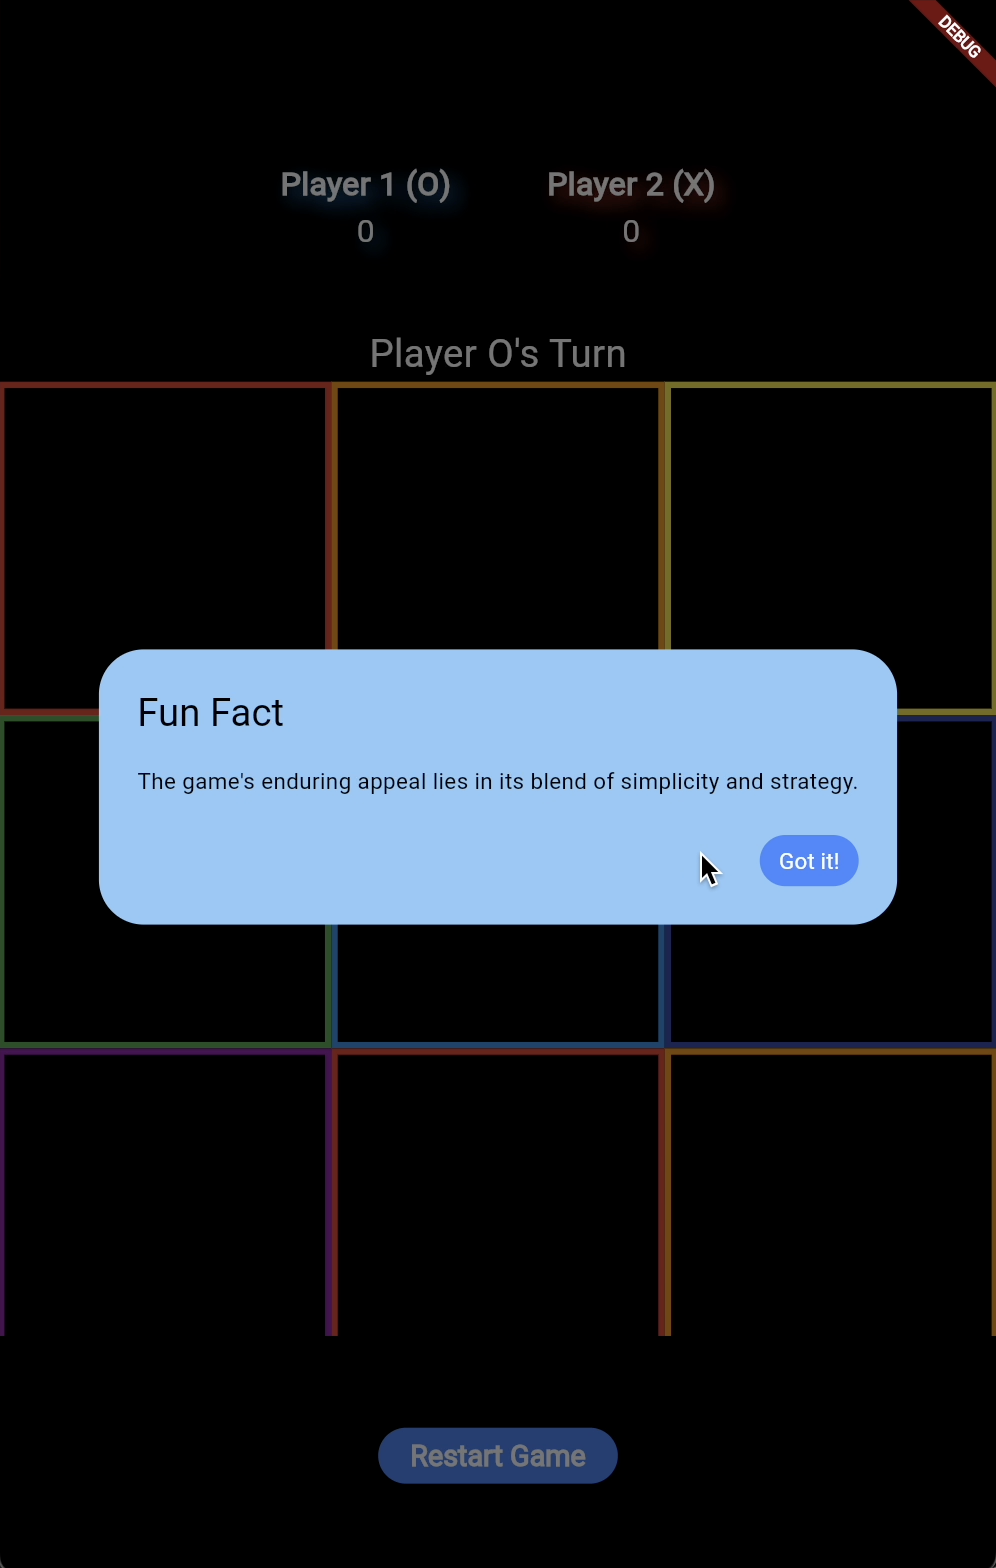 DEBUG
Player 1 (O) Player 2 (X)
0 0
Player O's Turn
Fun Fact
The game's enduring appeal lies in its blend of simplicity and strategy.
Got it!
Restart Game